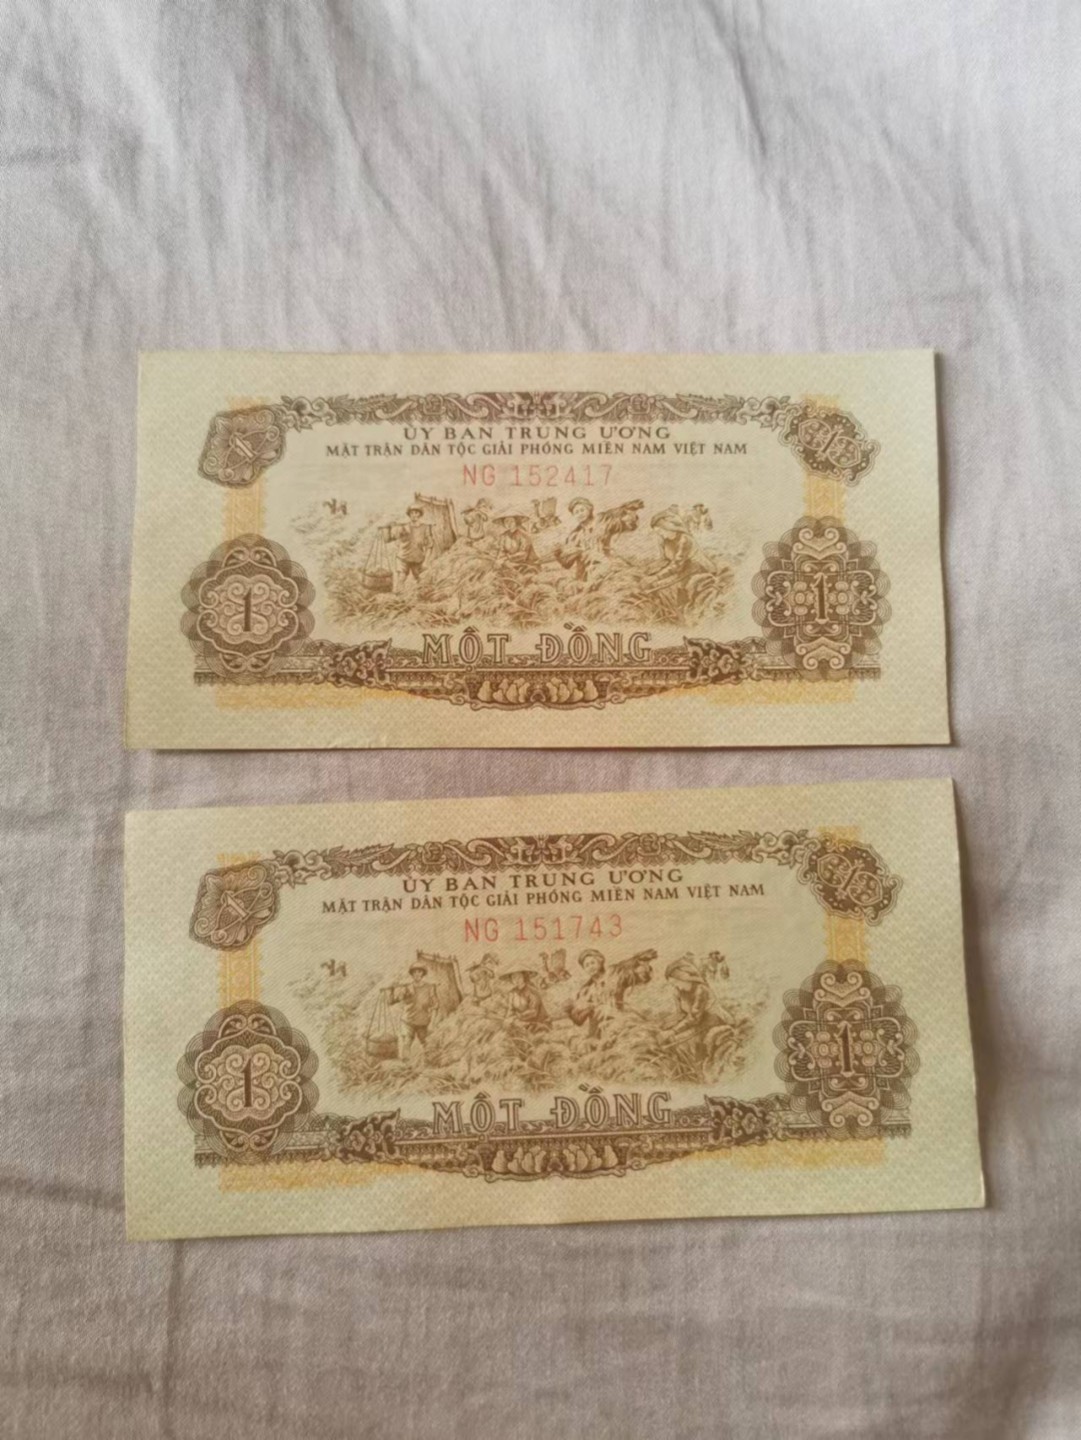 ỦY BAN TRUNG ƯƠNG
MẶT TRẬN DÂN TỘC GIẢI PHÓNG MIỀN NAM VIỆT NAM
NG 152417
1
1
1
MỘT ĐỒNG
ỦY BAN TRUNG ƯƠNG
MẶT TRẬN DÂN TỘC GIẢI PHÓNG MIỀN NAM VIỆT NAM
NG 151743
1
1
1
MỘT ĐỒNG